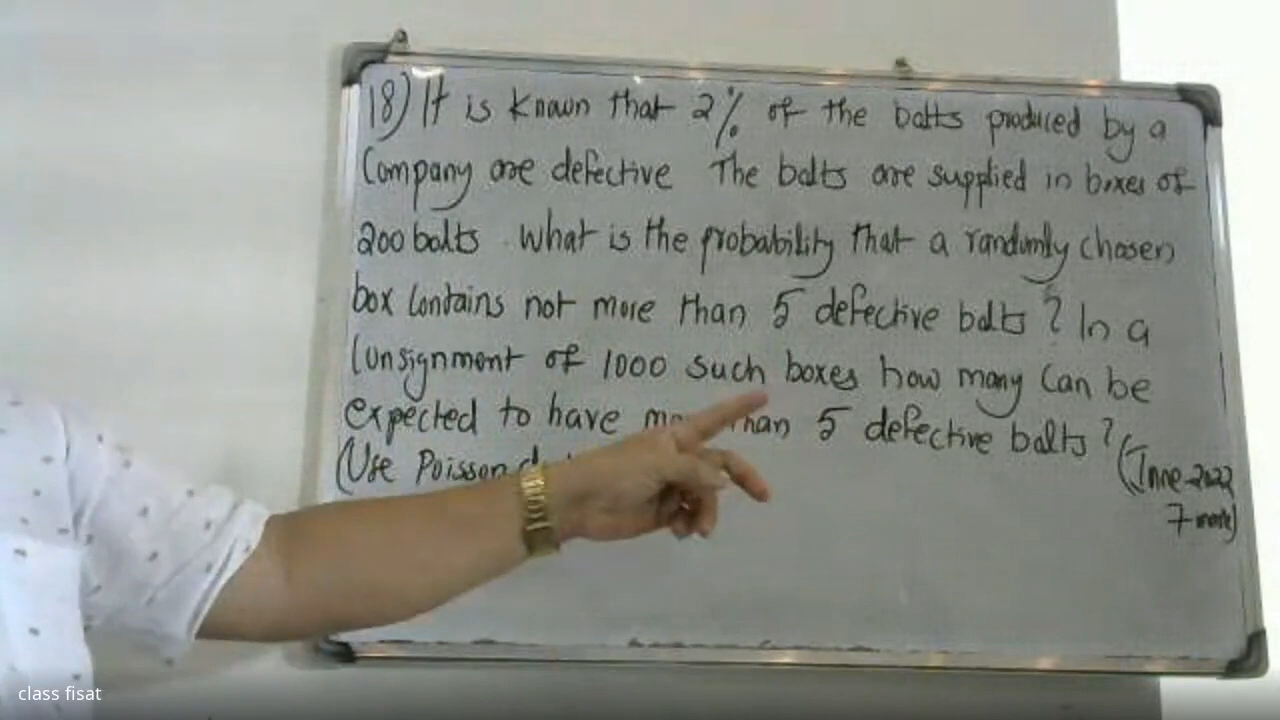 18) It is known that 2% of the bolts produced by a
Company are defective The bolts are supplied in boxes of
200 bolts. What is the probability that a randomly chosen
box contains not more than 5 defective bolts? In a
Consignment of 1000 such boxes how many can be
expected to have than 5 defective bolts? (June-2022
(Use Poisson 7 mark)
class fisat